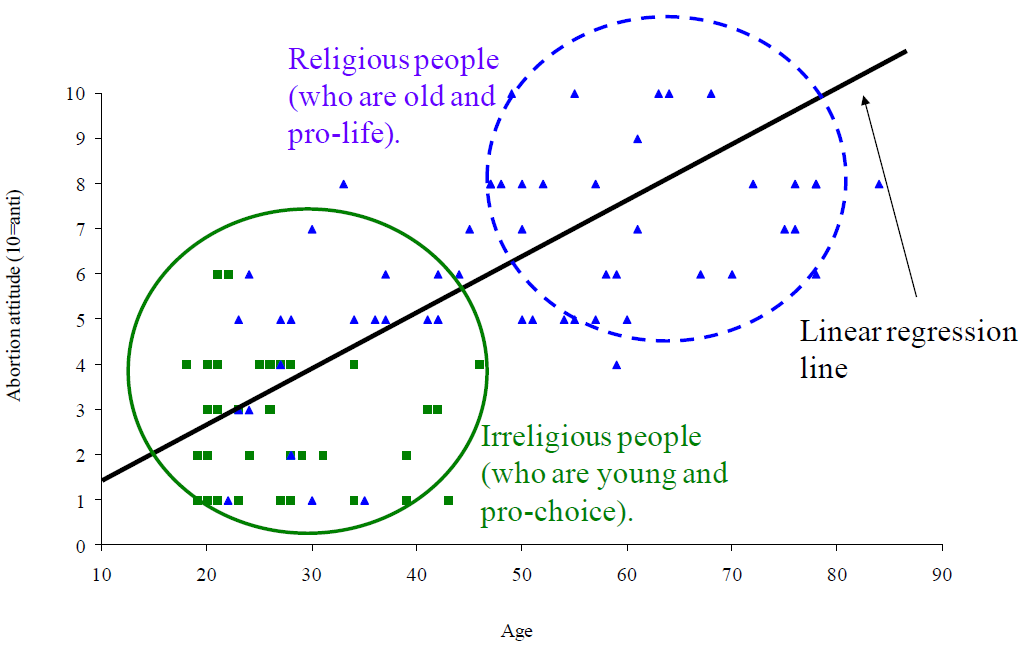 Religious people
(who are old and
pro-life).
10
9
8
7
6
5
4
3
2
1
0
Abortion attitude (10=anti)
Linear regression
line
Irreligious people
(who are young and
pro-choice).
10 20 30 40 50 60 70 80 90
Age